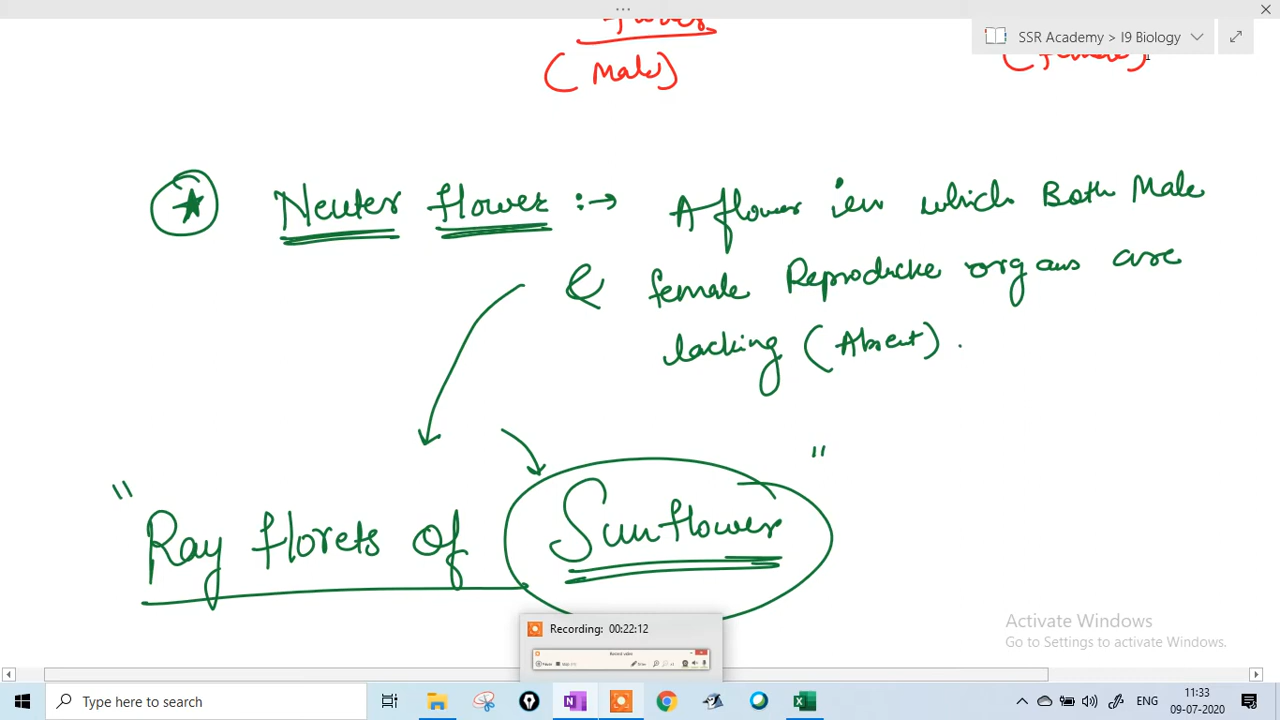 flower
(Male)
SSR Academy > I9 Biology
(female)
Neuter flower :→ A flower in which Both Male
& female Reproductive organs are
lacking (Absent).
"Ray florets of Sunflower"
Recording: 00:22:12
Activate Windows
Go to Settings to activate Windows.
Type here to search
ENG
11:33
09-07-2020